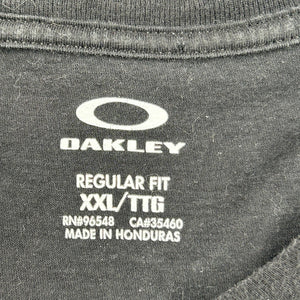 OAKLEY
REGULAR FIT
XXL/TTG
RN#96548 CA#35460
MADE IN HONDURAS